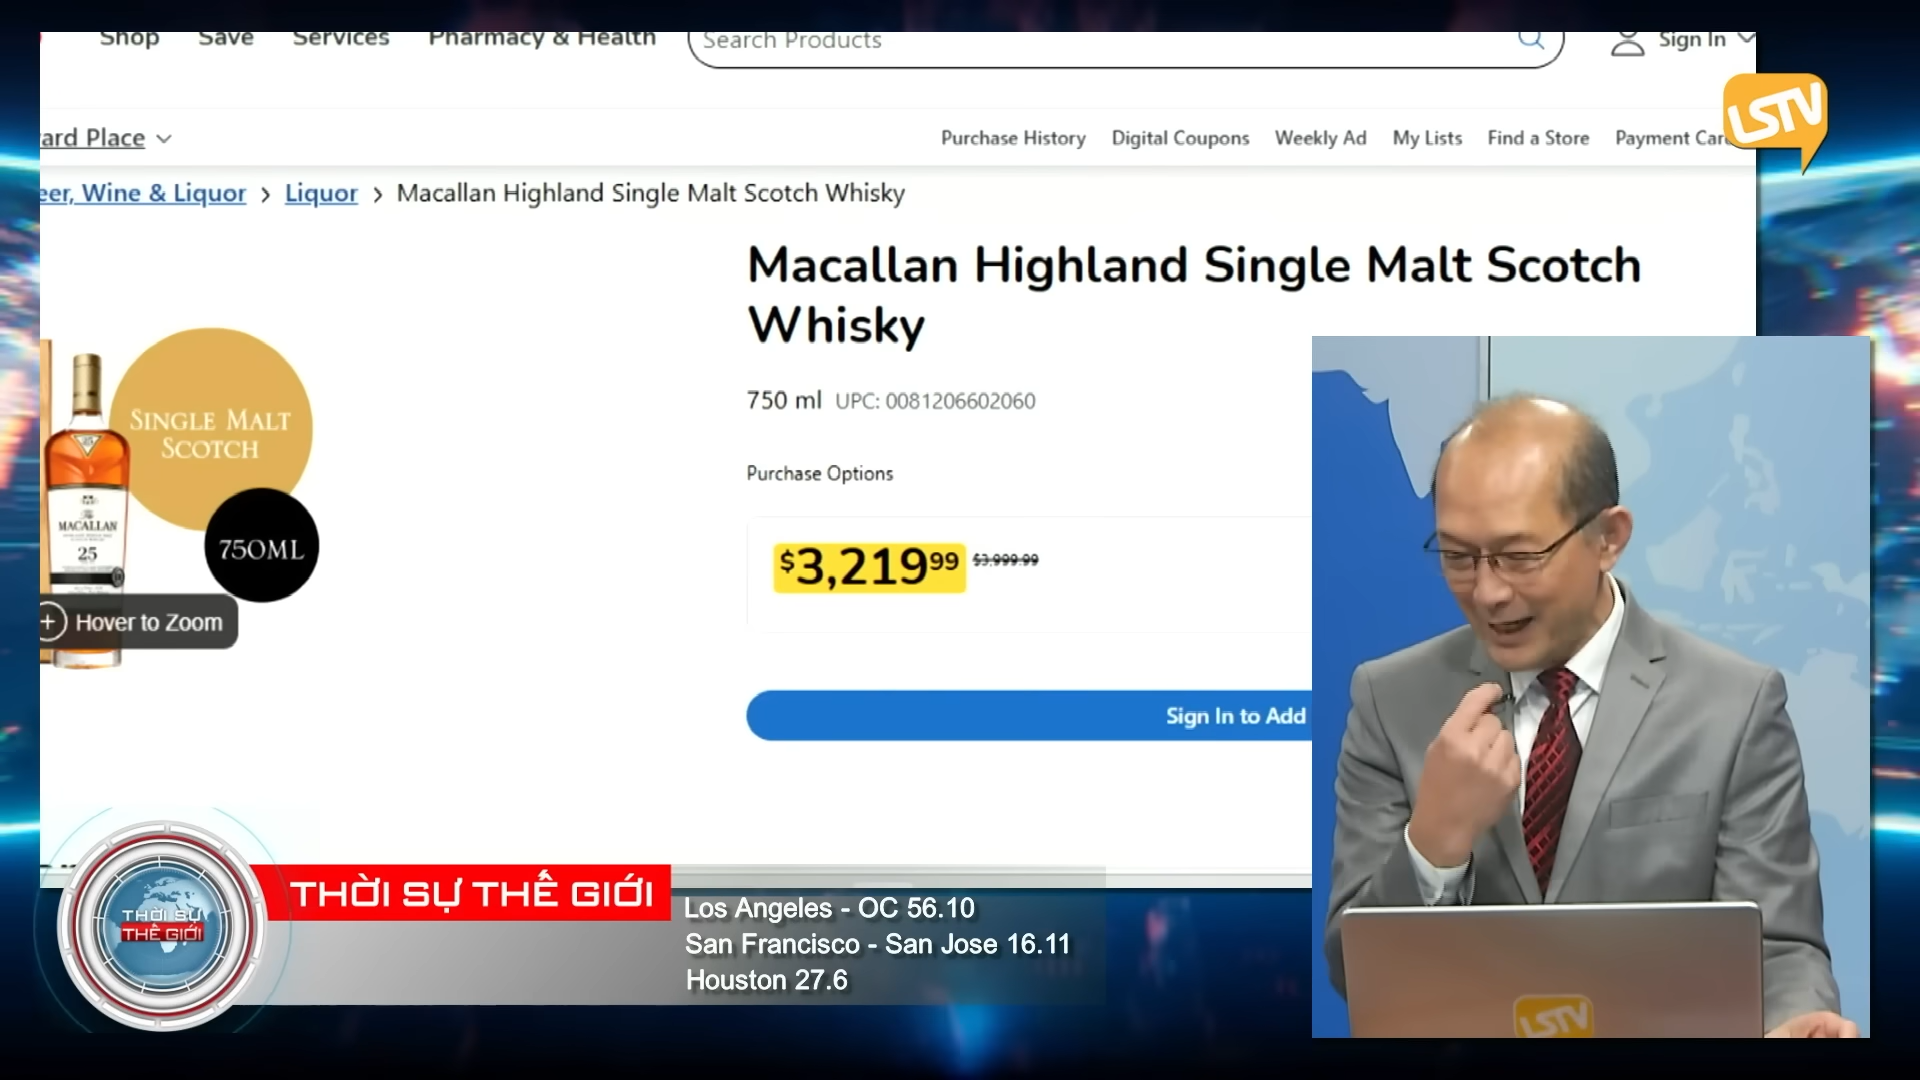 Shop Save Services Pharmacy & Health Search Products Sign In
LSTV
ard Place
Purchase History Digital Coupons Weekly Ad My Lists Find a Store Payment Car
eer, Wine & Liquor > Liquor > Macallan Highland Single Malt Scotch Whisky
Macallan Highland Single Malt Scotch
Whisky
750 ml UPC: 0081206602060
SINGLE MALT
SCOTCH
Purchase Options
The
MACALLAN
25
750ML
$3,219.99 $3,999.99
+ Hover to Zoom
Sign In to Add
THỜI SỰ THẾ GIỚI
THỜI SỰ
THẾ GIỚI
Los Angeles - OC 56.10
San Francisco - San Jose 16.11
Houston 27.6
LSTV